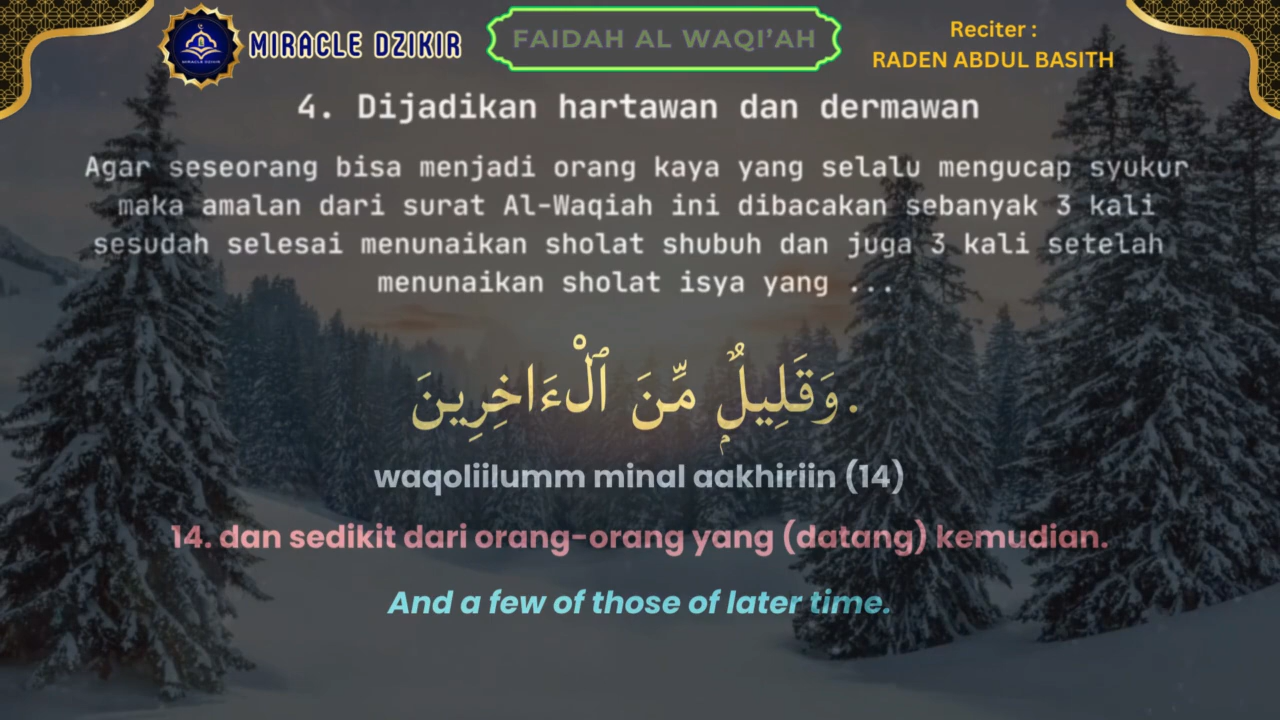 MIRACLE DZIKIR
FAIDAH AL WAQI’AH
Reciter :
RADEN ABDUL BASITH
4. Dijadikan hartawan dan dermawan
Agar seseorang bisa menjadi orang kaya yang selalu mengucap syukur
maka amalan dari surat Al-Waqiah ini dibacakan sebanyak 3 kali
sesudah selesai menunaikan sholat shubuh dan juga 3 kali setelah
menunaikan sholat isya yang ...
.وَقَلِيلٌۭ مِّنَ ٱلْءَاخِرِينَ
waqoliilumm minal aakhiriin (14)
14. dan sedikit dari orang-orang yang (datang) kemudian.
And a few of those of later time.